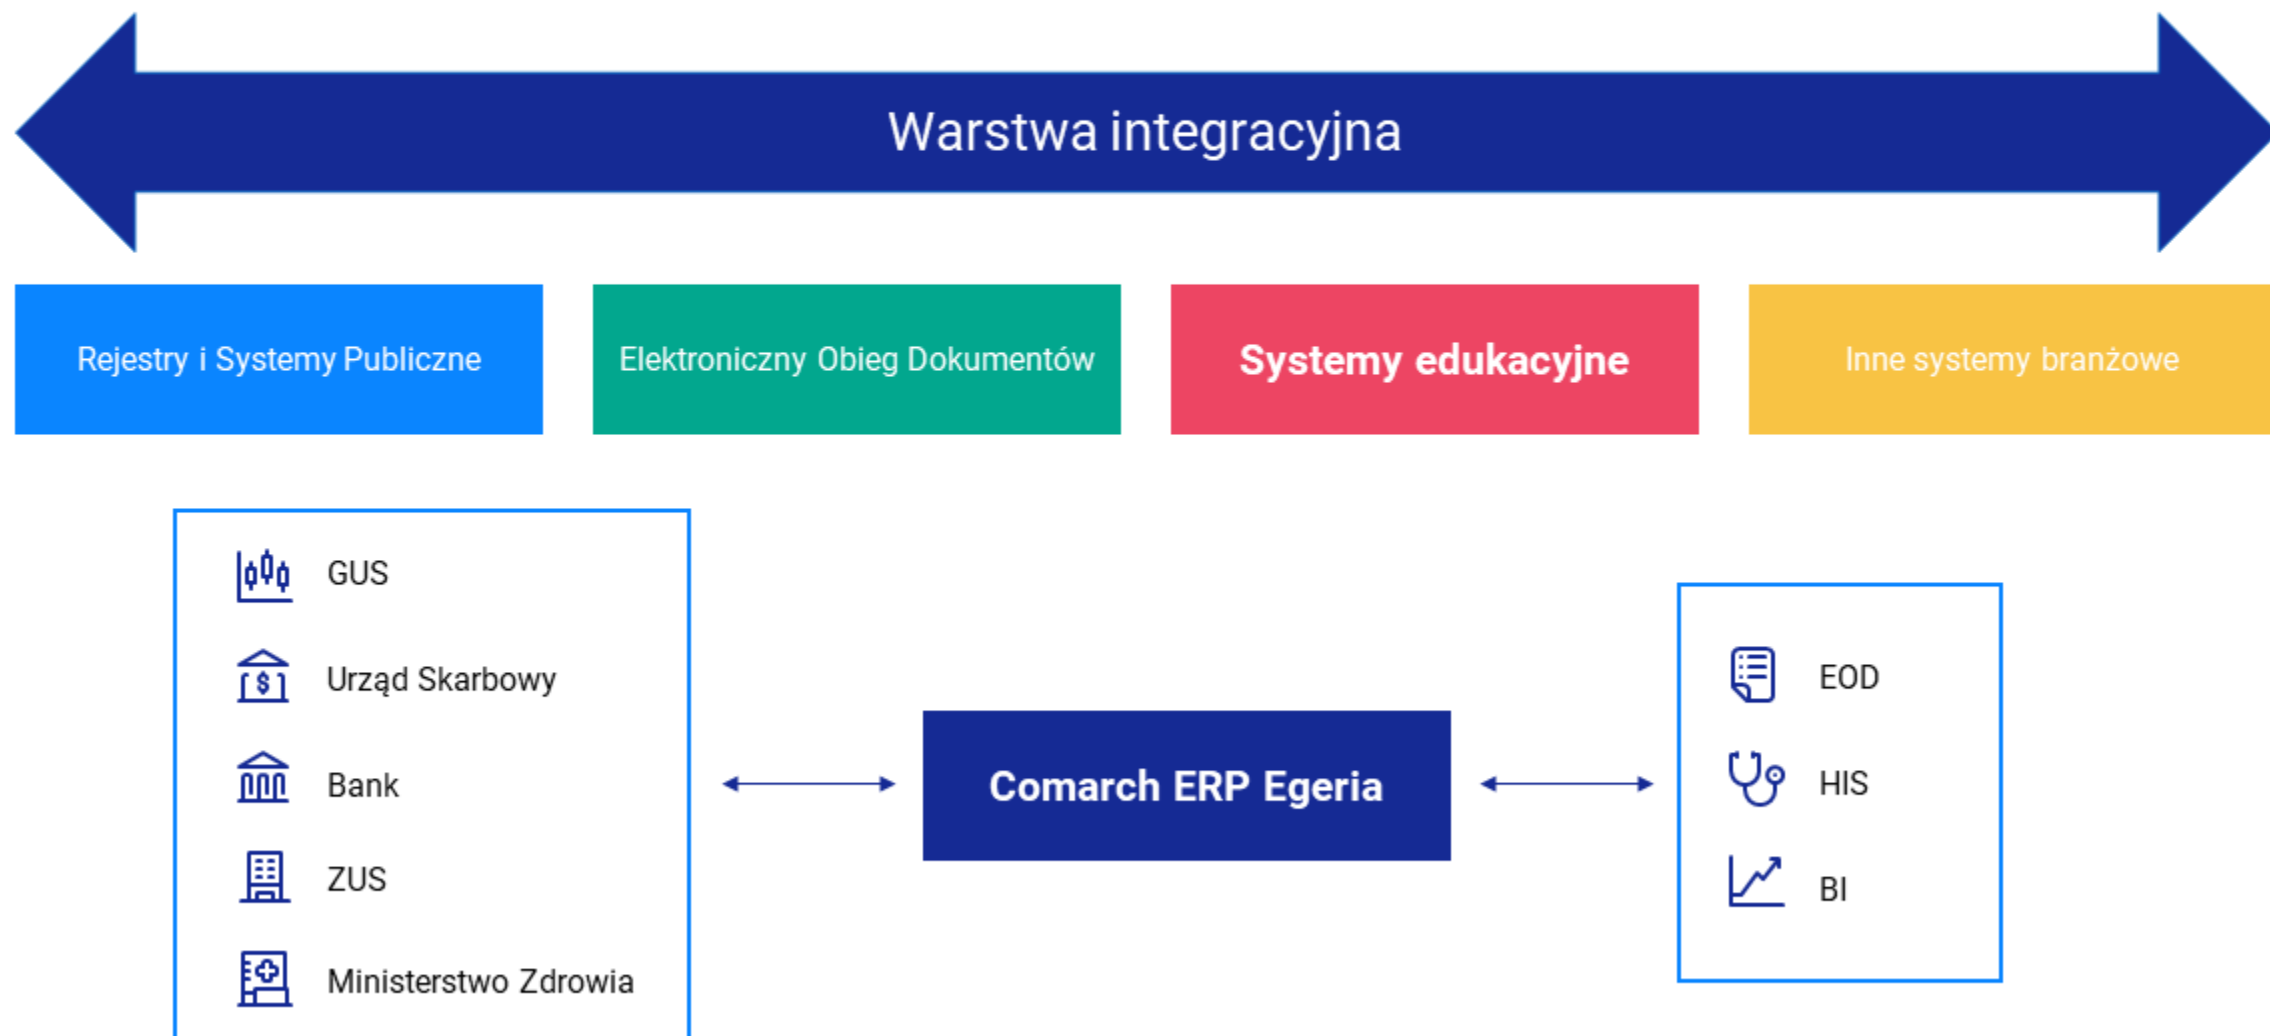 Warstwa integracyjna
Rejestry i Systemy Publiczne
Elektroniczny Obieg Dokumentów
Systemy edukacyjne
Inne systemy branżowe
GUS
Urząd Skarbowy
Bank
ZUS
Ministerstwo Zdrowia
Comarch ERP Egeria
EOD
HIS
BI